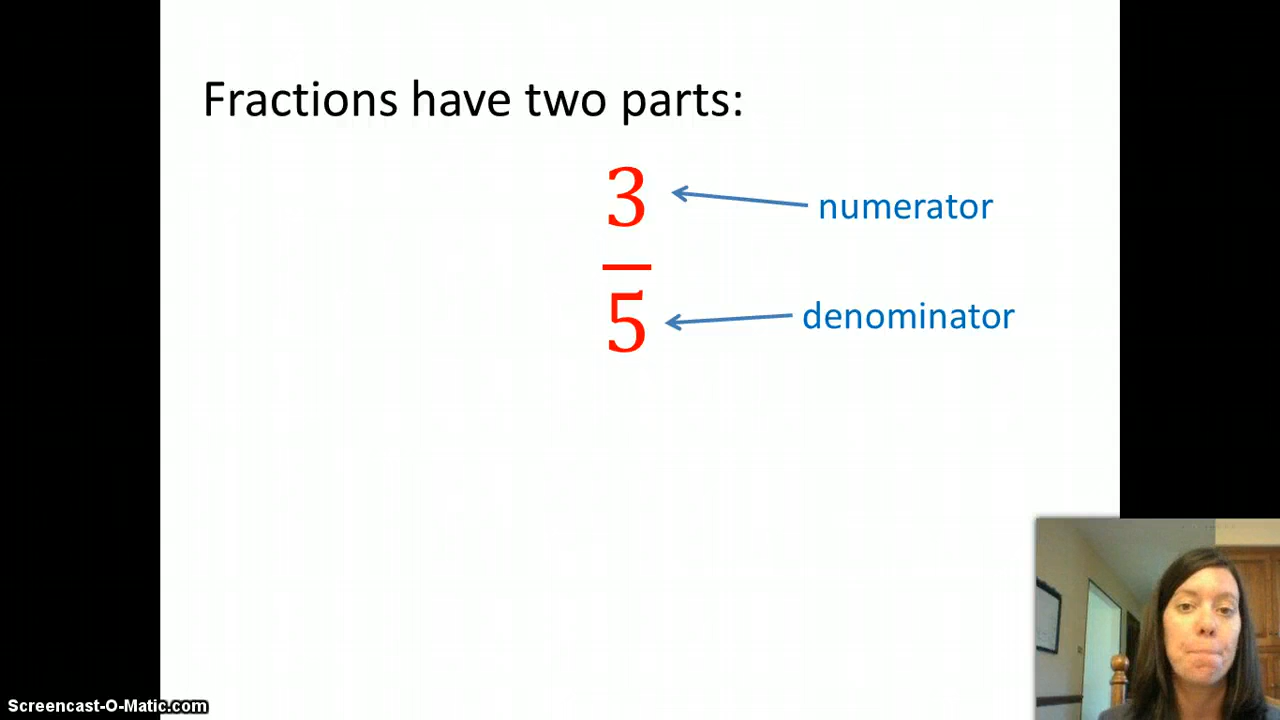 Fractions have two parts:
3
numerator
5
denominator
Screencast-O-Matic.com